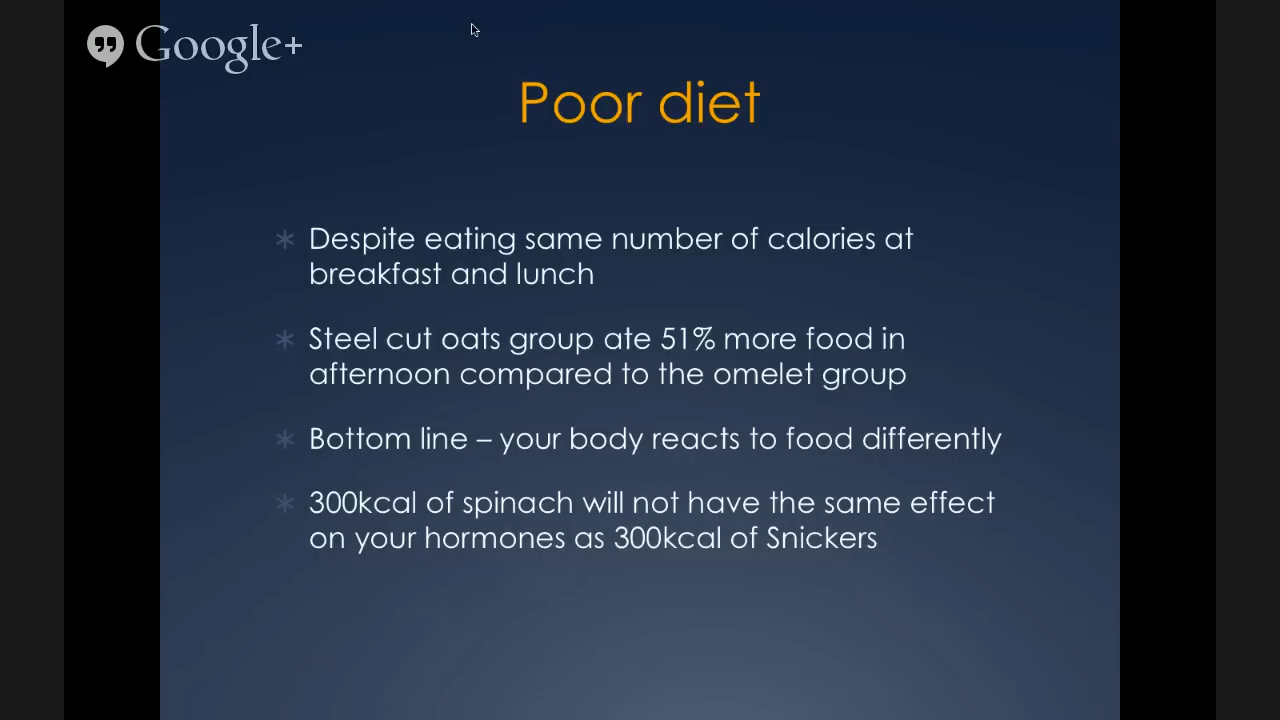 Google+
Poor diet
Despite eating same number of calories at
breakfast and lunch
Steel cut oats group ate 51% more food in
afternoon compared to the omelet group
Bottom line – your body reacts to food differently
300kcal of spinach will not have the same effect
on your hormones as 300kcal of Snickers